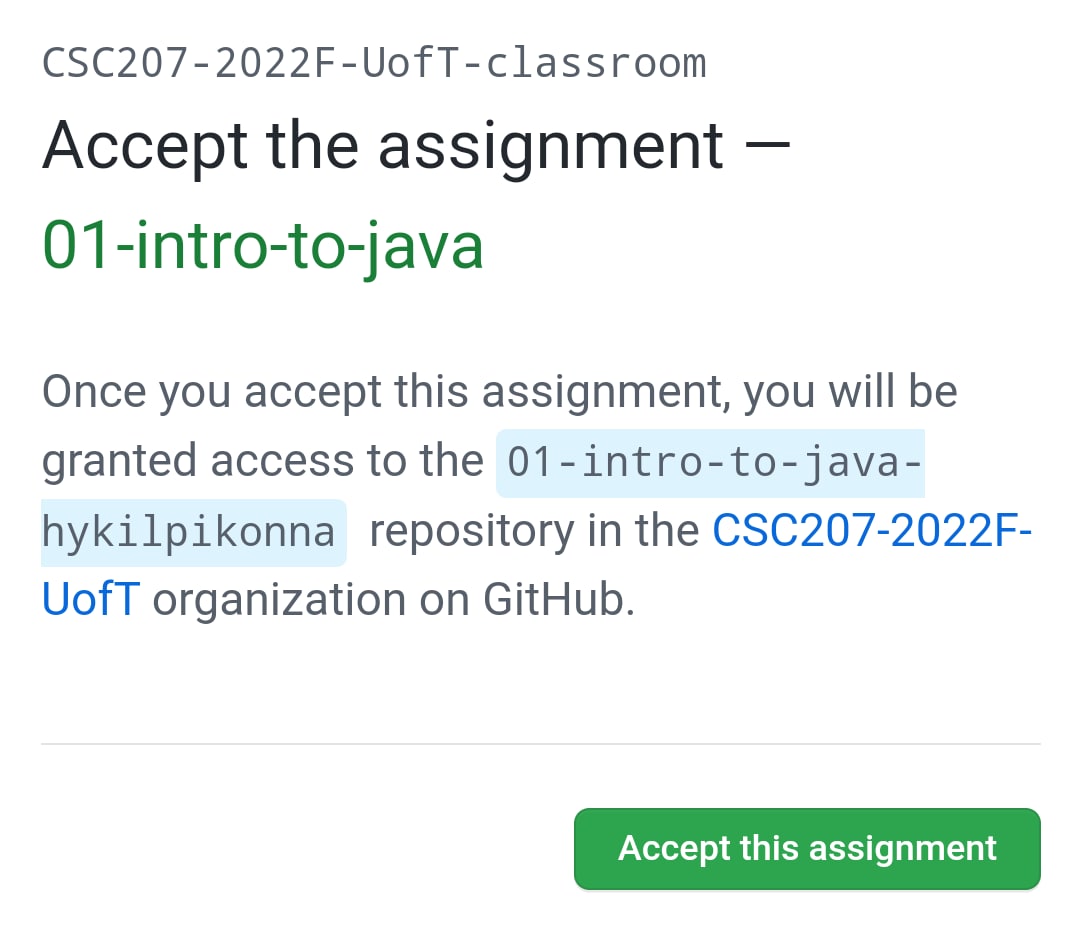 CSC207-2022F-UofT-classroom
Accept the assignment —
01-intro-to-java
Once you accept this assignment, you will be
granted access to the 01-intro-to-java-
hykilpikonna repository in the CSC207-2022F-
UofT organization on GitHub.
Accept this assignment